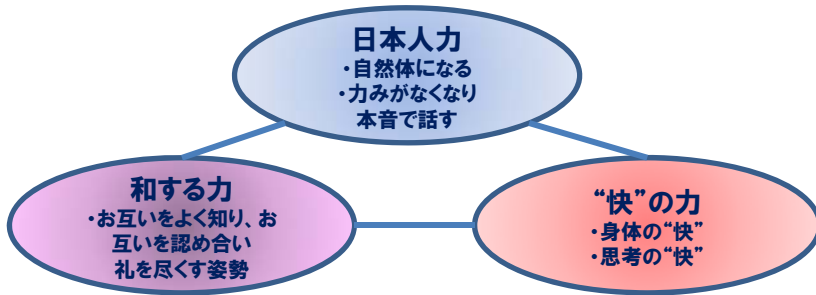 日本人力
・自然体になる
・力みがなくなり
本音で話す
和する力
・お互いをよく知り、お
互いを認め合い
礼を尽くす姿勢
“快”の力
・身体の“快”
・思考の“快”